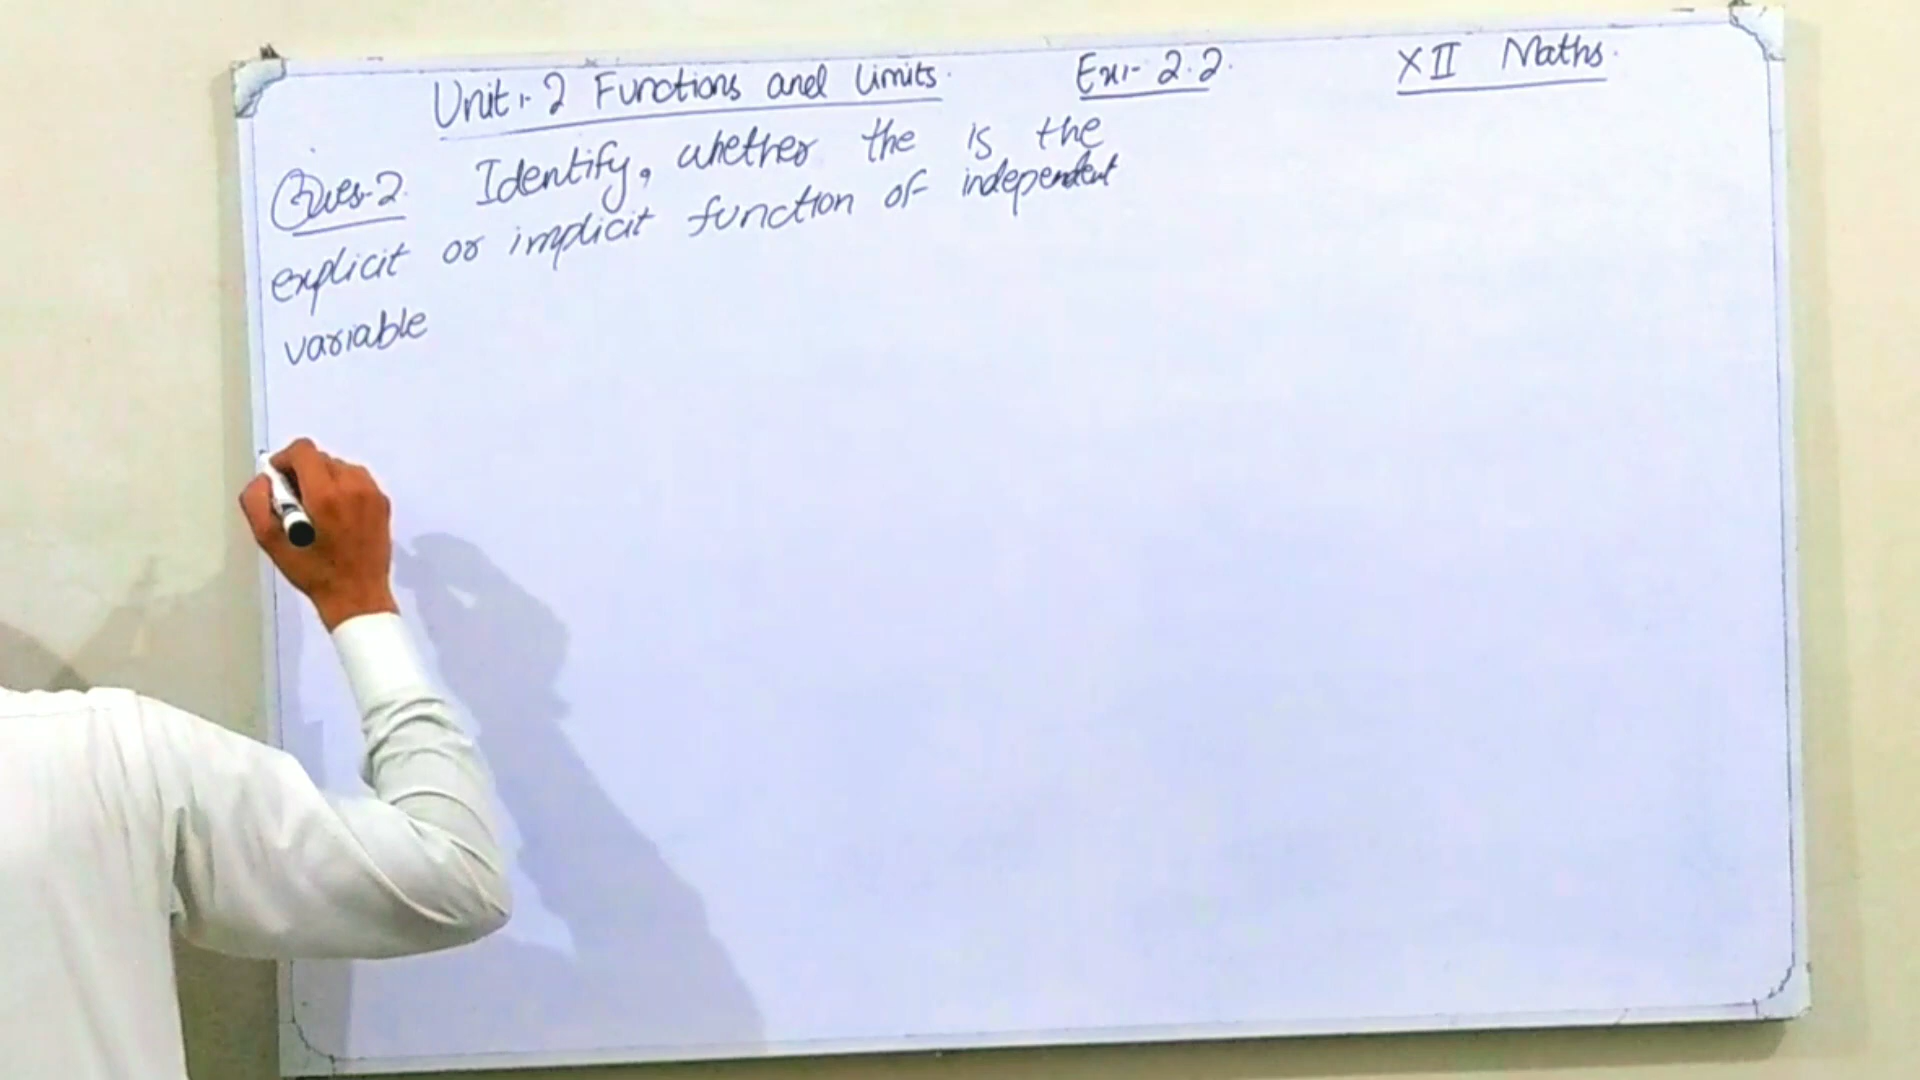 Unit:- 2 Functions and Limits Ex:- 2.2 XII Maths.
Ques-2. Identify, whether the is the
explicit or implicit function of independent
variable